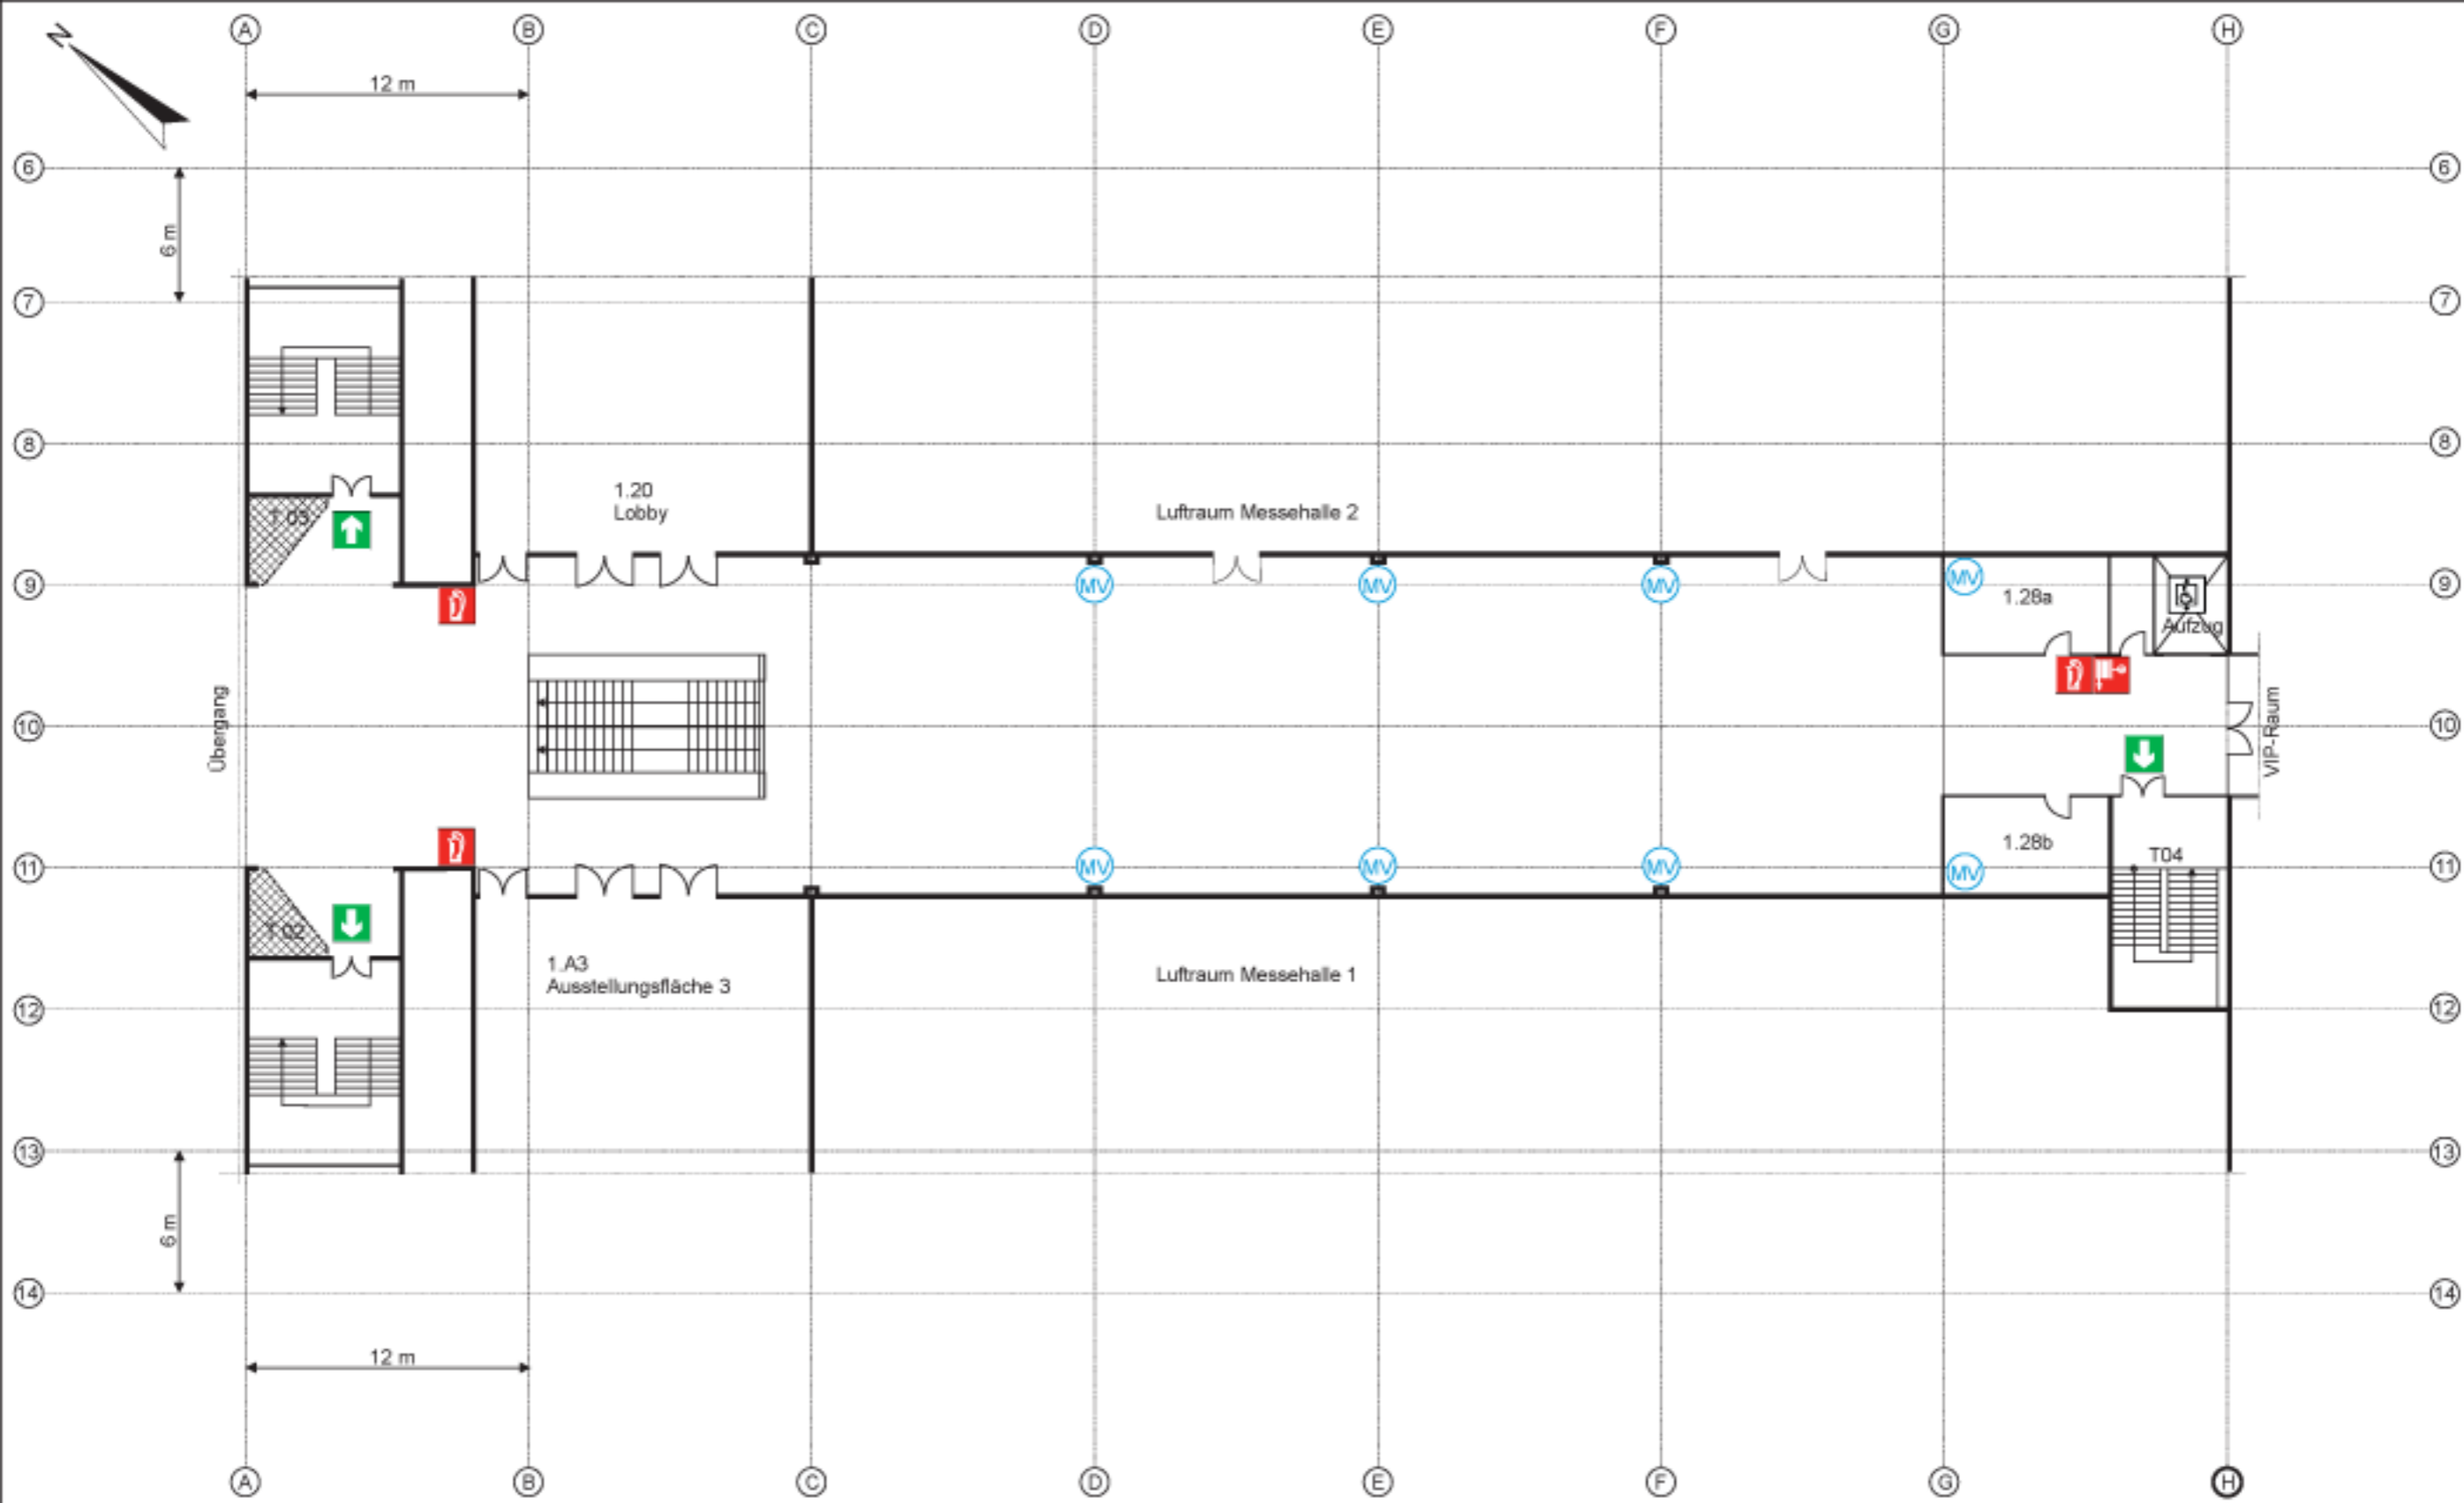 N
A B C D E F G H
12 m
6 6
6 m
7 7
8 8
1.20
Lobby
Luftraum Messehalle 2
T 03
9 9
MV MV MV MV
1.28a
Aufzug
Übergang
10 10
VIP-Raum
11 11
MV MV MV MV
1.28b
T04
T 02
1.A3
Ausstellungsfläche 3
Luftraum Messehalle 1
12 12
13 13
6 m
14 14
12 m
A B C D E F G H